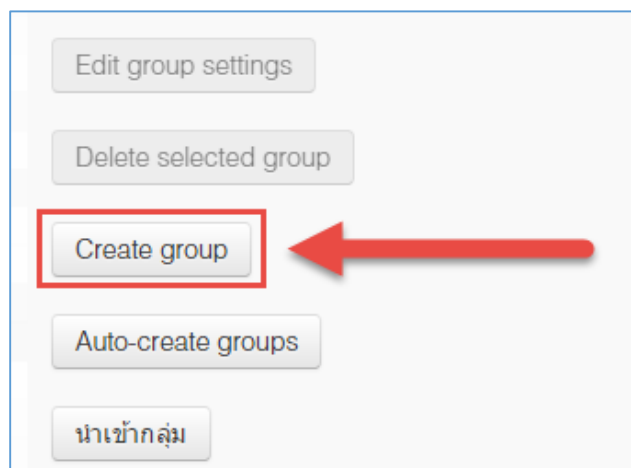 Edit group settings
Delete selected group
Create group
Auto-create groups
นำเข้ากลุ่ม